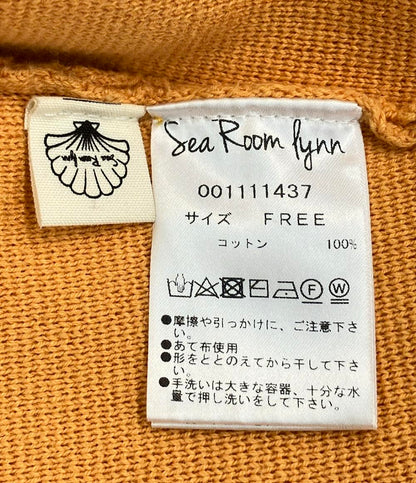 Sea Room lynn
Sea Room lynn
001111437
サイズ FREE
コットン 100%
F W
●摩擦や引っかけに、ご注意下さ
い。
●あて布使用
●形をととのえてから干して下さ
い。
●手洗いは大きな容器、十分な水
量で押し洗いをして下さい。